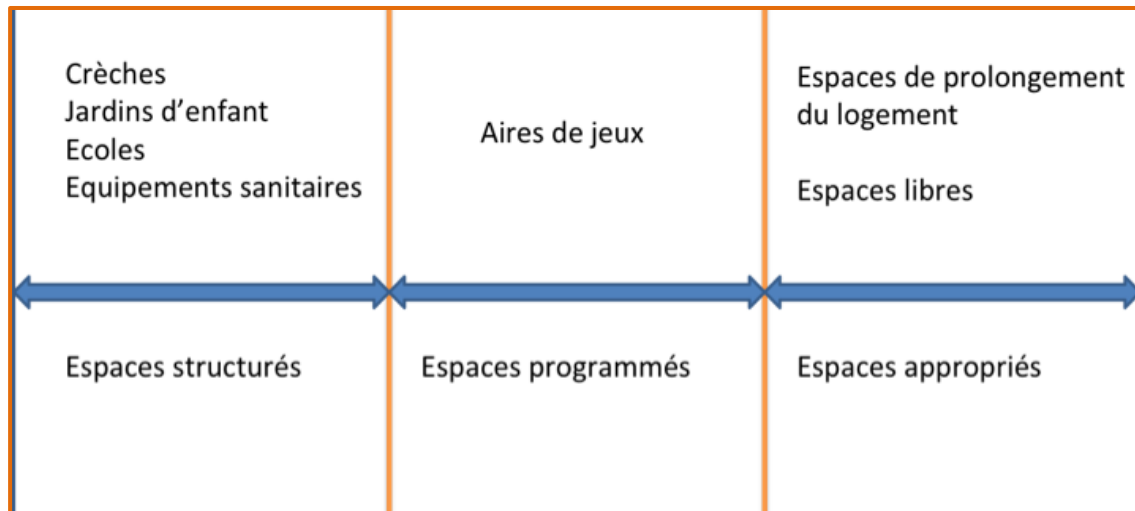 Crèches
Jardins d’enfant
Ecoles
Equipements sanitaires
Aires de jeux
Espaces de prolongement
du logement
Espaces libres
Espaces structurés
Espaces programmés
Espaces appropriés